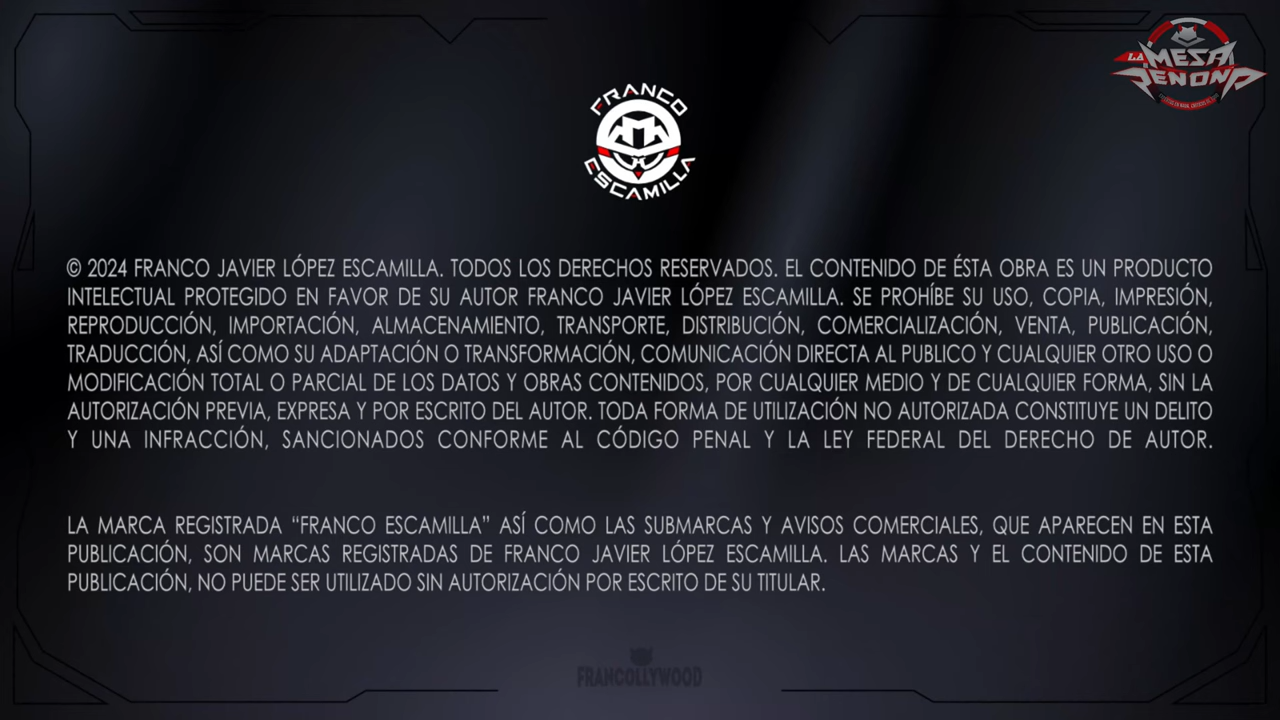 LA MESA
RENONA
FRANCO
ESCAMILLA
© 2024 FRANCO JAVIER LÓPEZ ESCAMILLA. TODOS LOS DERECHOS RESERVADOS. EL CONTENIDO DE ÉSTA OBRA ES UN PRODUCTO
INTELECTUAL PROTEGIDO EN FAVOR DE SU AUTOR FRANCO JAVIER LÓPEZ ESCAMILLA. SE PROHÍBE SU USO, COPIA, IMPRESIÓN,
REPRODUCCIÓN, IMPORTACIÓN, ALMACENAMIENTO, TRANSPORTE, DISTRIBUCIÓN, COMERCIALIZACIÓN, VENTA, PUBLICACIÓN,
TRADUCCIÓN, ASÍ COMO SU ADAPTACIÓN O TRANSFORMACIÓN, COMUNICACIÓN DIRECTA AL PUBLICO Y CUALQUIER OTRO USO O
MODIFICACIÓN TOTAL O PARCIAL DE LOS DATOS Y OBRAS CONTENIDOS, POR CUALQUIER MEDIO Y DE CUALQUIER FORMA, SIN LA
AUTORIZACIÓN PREVIA, EXPRESA Y POR ESCRITO DEL AUTOR. TODA FORMA DE UTILIZACIÓN NO AUTORIZADA CONSTITUYE UN DELITO
Y UNA INFRACCIÓN, SANCIONADOS CONFORME AL CÓDIGO PENAL Y LA LEY FEDERAL DEL DERECHO DE AUTOR.
LA MARCA REGISTRADA “FRANCO ESCAMILLA” ASÍ COMO LAS SUBMARCAS Y AVISOS COMERCIALES, QUE APARECEN EN ESTA
PUBLICACIÓN, SON MARCAS REGISTRADAS DE FRANCO JAVIER LÓPEZ ESCAMILLA. LAS MARCAS Y EL CONTENIDO DE ESTA
PUBLICACIÓN, NO PUEDE SER UTILIZADO SIN AUTORIZACIÓN POR ESCRITO DE SU TITULAR.
FRANCOLLYWOOD